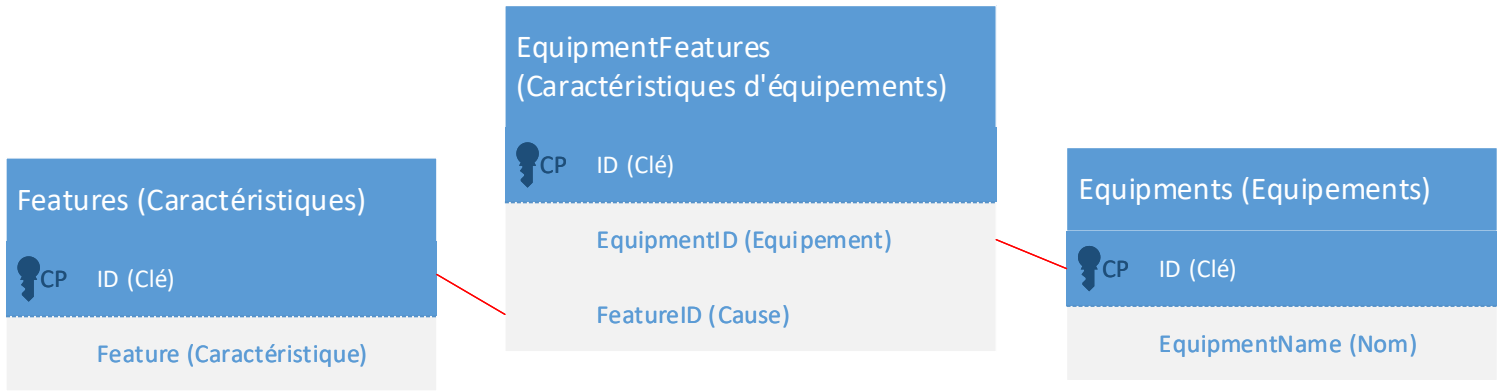 Features (Caractéristiques)
CP ID (Clé)
Feature (Caractéristique)
EquipmentFeatures
(Caractéristiques d'équipements)
CP ID (Clé)
EquipmentID (Equipement)
FeatureID (Cause)
Equipments (Equipements)
CP ID (Clé)
EquipmentName (Nom)